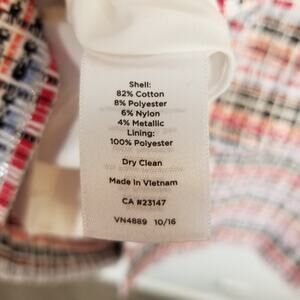 Shell:
82% Cotton
8% Polyester
6% Nylon
4% Metallic
Lining:
100% Polyester
Dry Clean
Made in Vietnam
CA #23147
VN4889 10/16